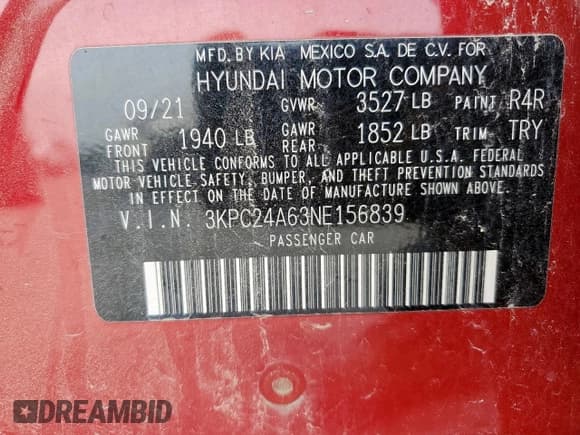 MFD. BY KIA MEXICO S.A. DE C.V. FOR
HYUNDAI MOTOR COMPANY
09/21 GVWR 3527 LB PAINT R4R
GAWR FRONT 1940 LB GAWR REAR 1852 LB TRIM TRY
THIS VEHICLE CONFORMS TO ALL APPLICABLE U.S.A. FEDERAL
MOTOR VEHICLE SAFETY, BUMPER, AND THEFT PREVENTION STANDARDS
IN EFFECT ON THE DATE OF MANUFACTURE SHOWN ABOVE.
V.I.N. 3KPC24A63NE156839
PASSENGER CAR
DREAMBID